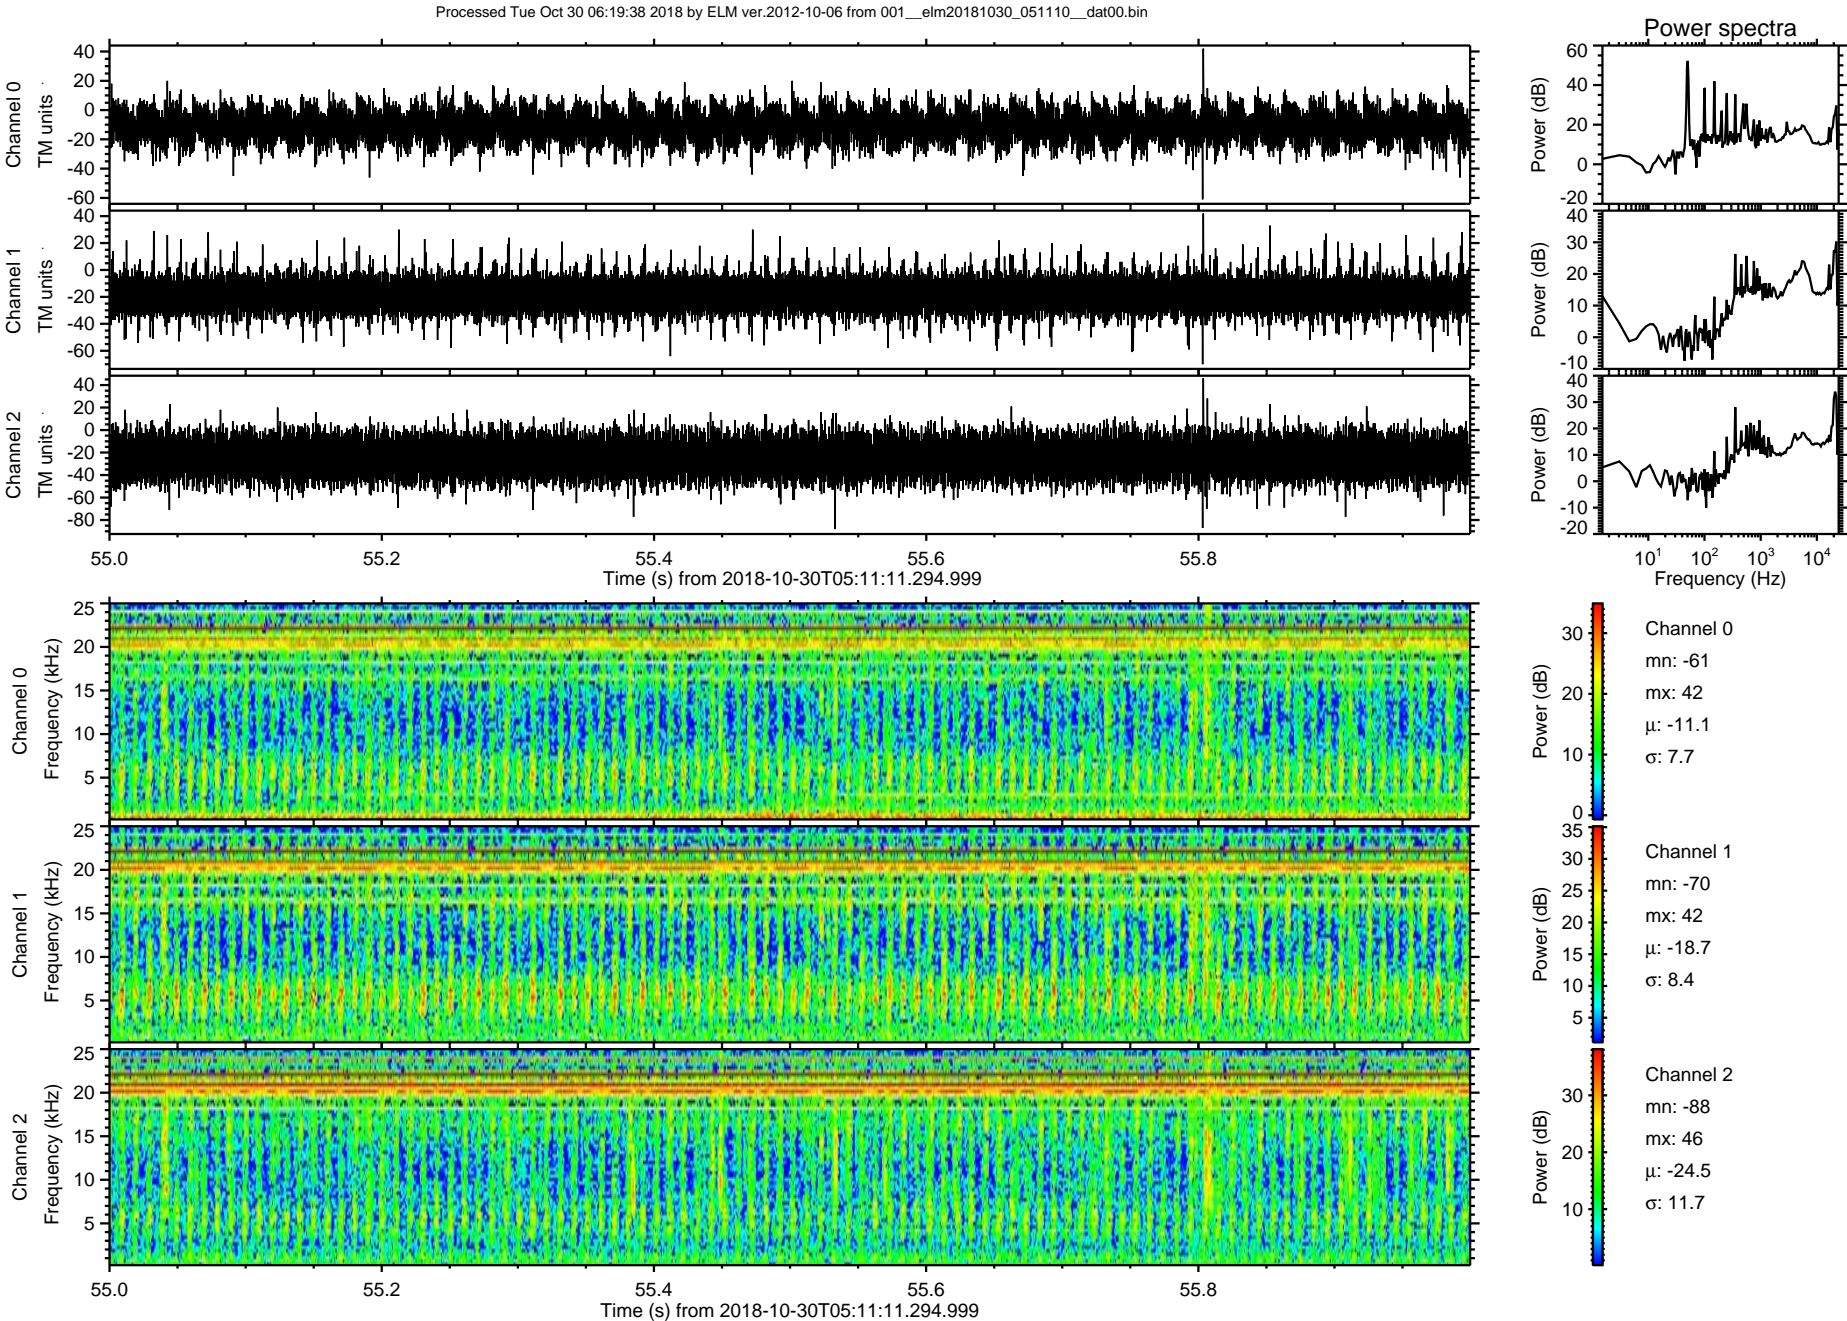 Processed Tue Oct 30 06:19:38 2018 by ELM ver.2012-10-06 from 001__elm20181030_051110__dat00.bin
Power spectra
Channel 0
TM units
40
20
0
-20
-40
-60
Power (dB)
60
40
20
0
-20
Channel 1
TM units
40
20
0
-20
-40
-60
Power (dB)
40
30
20
10
0
-10
Channel 2
TM units
40
20
0
-20
-40
-60
-80
Power (dB)
40
30
20
10
0
-10
-20
55.0 55.2 55.4 55.6 55.8
Time (s) from 2018-10-30T05:11:11.294.999
10^1 10^2 10^3 10^4
Frequency (Hz)
Channel 0
Frequency (kHz)
25
20
15
10
5
Power (dB)
30
20
10
0
Channel 0
mn: -61
mx: 42
μ: -11.1
σ: 7.7
Channel 1
Frequency (kHz)
25
20
15
10
5
Power (dB)
35
30
25
20
15
10
5
Channel 1
mn: -70
mx: 42
μ: -18.7
σ: 8.4
Channel 2
Frequency (kHz)
25
20
15
10
5
Power (dB)
30
20
10
Channel 2
mn: -88
mx: 46
μ: -24.5
σ: 11.7
55.0 55.2 55.4 55.6 55.8
Time (s) from 2018-10-30T05:11:11.294.999